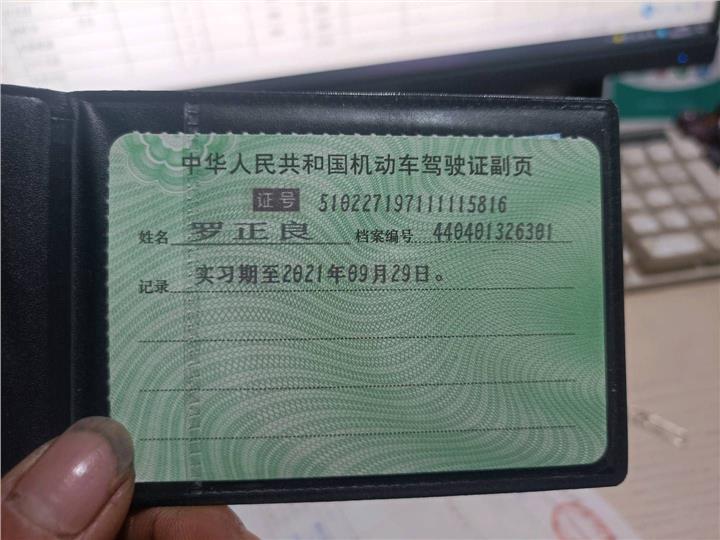 中华人民共和国机动车驾驶证副页
证号 510227197111115816
姓名 罗正良 档案编号 440401326301
记录 实习期至2021年09月29日。